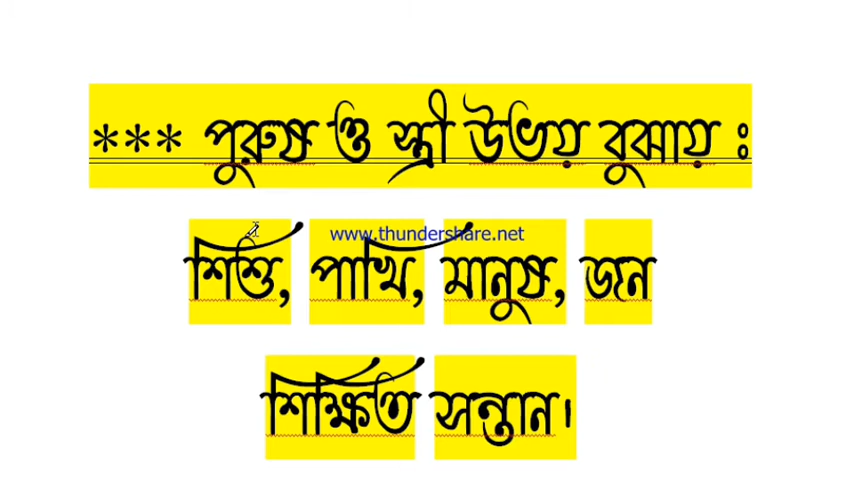 *** পুরুষ ও স্ত্রী উভয় বুঝায় ঃ
www.thundershare.net
শিশু, পাখি, মানুষ, জন
শিক্ষিত সন্তান।